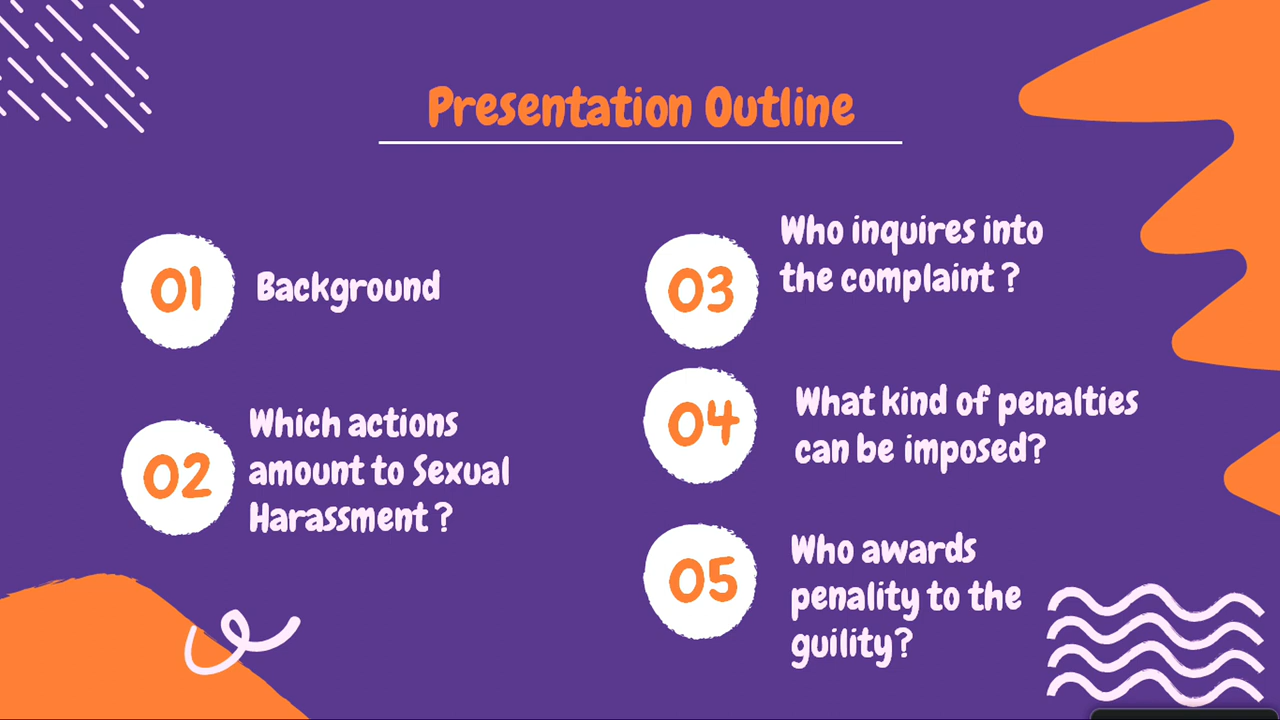 Presentation Outline
01
Background
02
Which actions
amount to Sexual
Harassment ?
03
Who inquires into
the complaint ?
04
What kind of penalties
can be imposed?
05
Who awards
penality to the
guility?